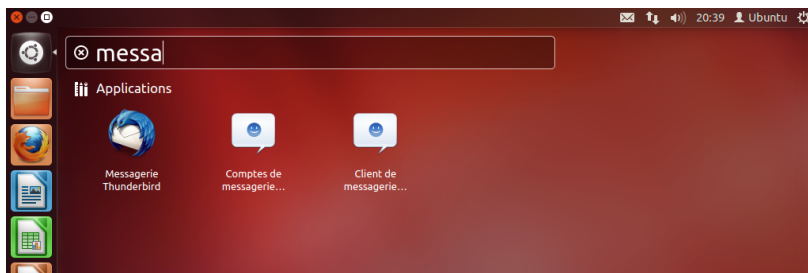 20:39 Ubuntu
messa
Applications
Messagerie
Thunderbird
Comptes de
messagerie…
Client de
messagerie…